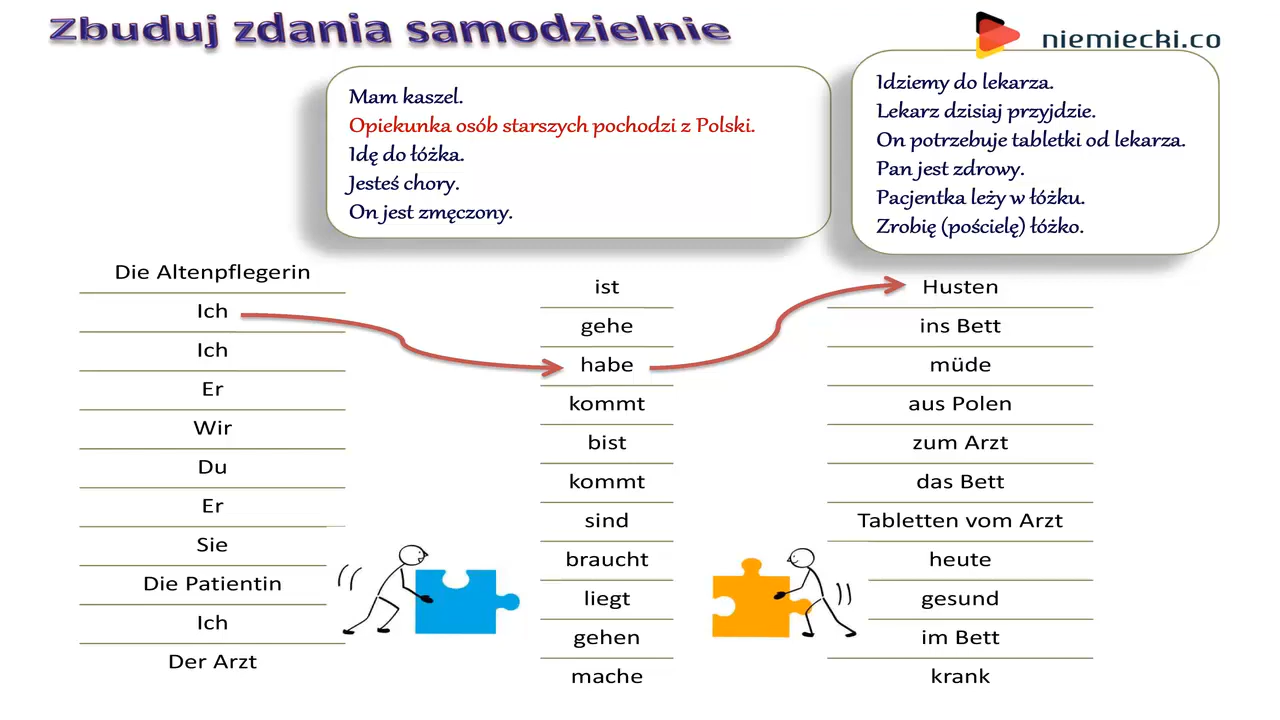 Zbuduj zdania samodzielnie
niemiecki.co
Mam kaszel.
Opiekunka osób starszych pochodzi z Polski.
Idę do łóżka.
Jesteś chory.
On jest zmęczony.
Idziemy do lekarza.
Lekarz dzisiaj przyjdzie.
On potrzebuje tabletki od lekarza.
Pan jest zdrowy.
Pacjentka leży w łóżku.
Zrobię (pościelę) łóżko.
Die Altenpflegerin
Ich
Ich
Er
Wir
Du
Er
Sie
Die Patientin
Ich
Der Arzt
ist
gehe
habe
kommt
bist
kommt
sind
braucht
liegt
gehen
mache
Husten
ins Bett
müde
aus Polen
zum Arzt
das Bett
Tabletten vom Arzt
heute
gesund
im Bett
krank